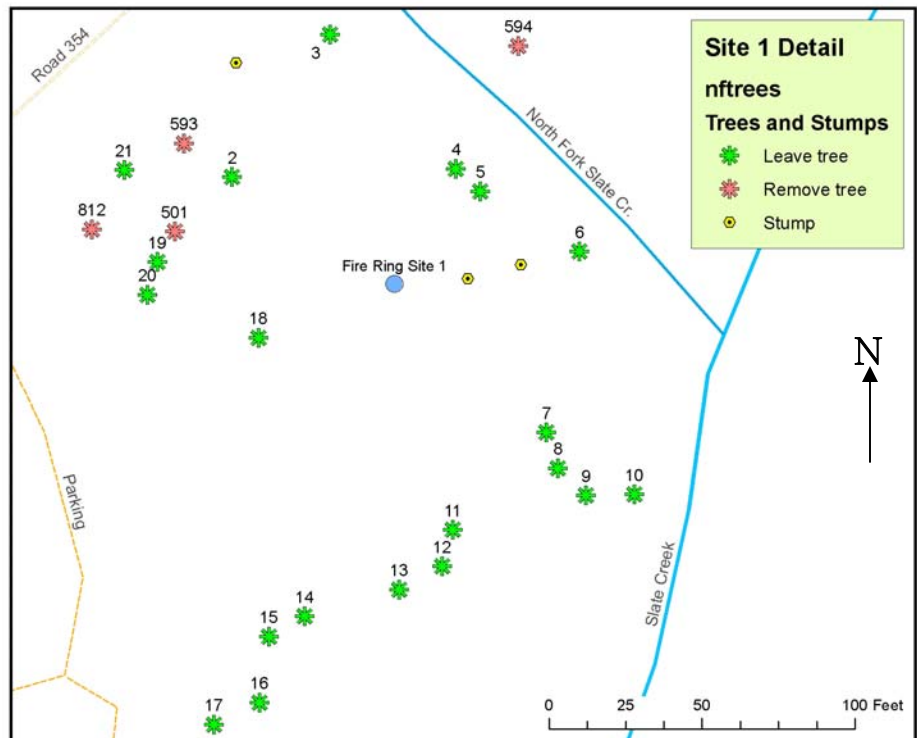 Road 354
3
594
Site 1 Detail
nftrees
Trees and Stumps
Leave tree
Remove tree
Stump
593
21
2
4
5
North Fork Slate Cr.
812
501
19
20
6
Fire Ring Site 1
18
N
7
8
9
10
Parking
11
12
13
14
15
16
17
Slate Creek
0 25 50 100 Feet